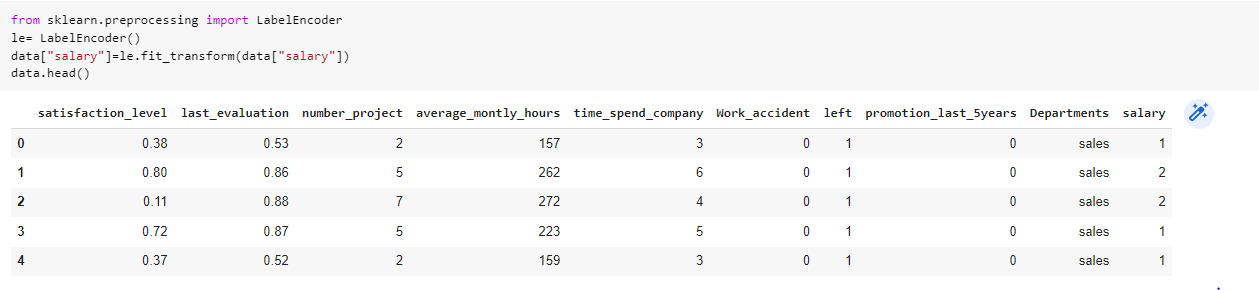 from sklearn.preprocessing import LabelEncoder
le= LabelEncoder()
data["salary"]=le.fit_transform(data["salary"])
data.head()
satisfaction_level last_evaluation number_project average_montly_hours time_spend_company Work_accident left promotion_last_5years Departments salary
0 0.38 0.53 2 157 3 0 1 0 sales 1
1 0.80 0.86 5 262 6 0 1 0 sales 2
2 0.11 0.88 7 272 4 0 1 0 sales 2
3 0.72 0.87 5 223 5 0 1 0 sales 1
4 0.37 0.52 2 159 3 0 1 0 sales 1